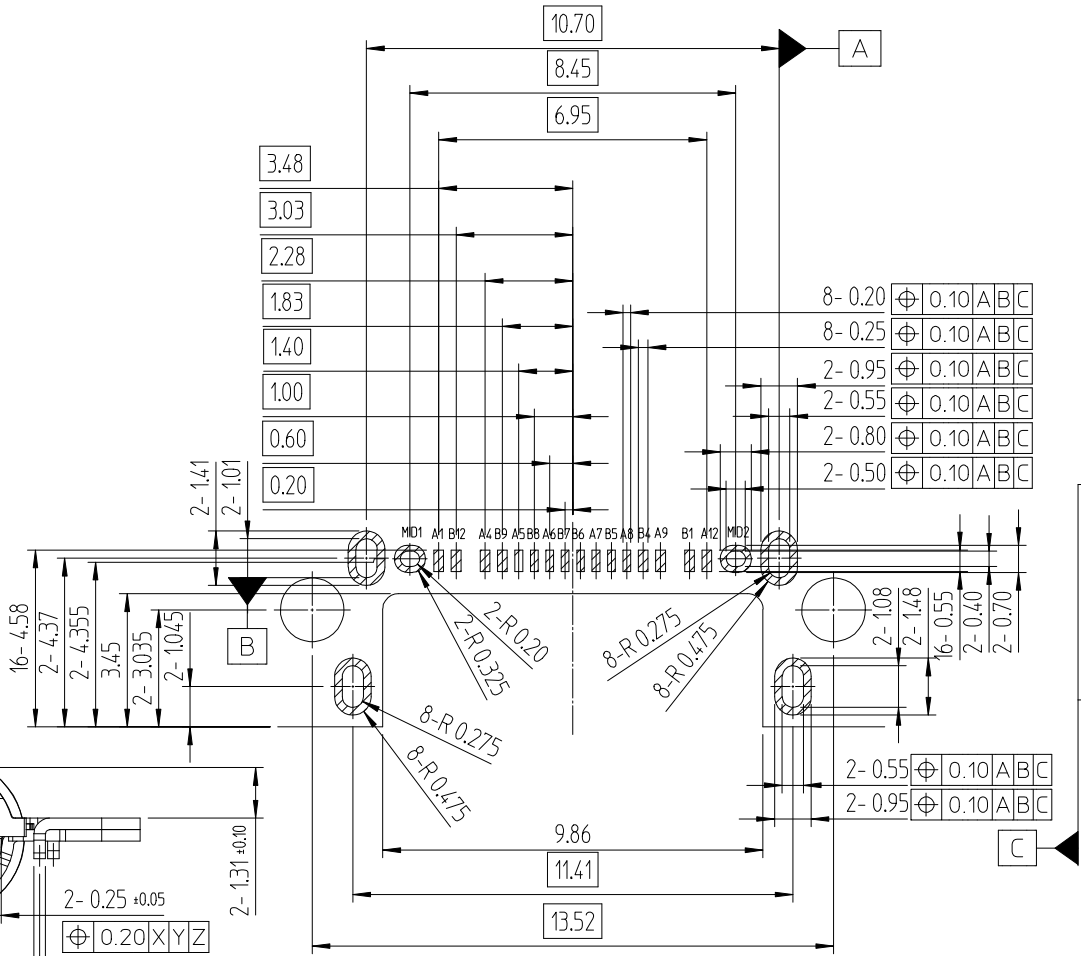 10.70
A
8.45
6.95
3.48
3.03
2.28
1.83
1.40
1.00
0.60
0.20
8- 0.20 ⌖ 0.10 A B C
8- 0.25 ⌖ 0.10 A B C
2- 0.95 ⌖ 0.10 A B C
2- 0.55 ⌖ 0.10 A B C
2- 0.80 ⌖ 0.10 A B C
2- 0.50 ⌖ 0.10 A B C
2- 1.41
2- 1.01
MID1 A1 B12 A4 B9 A5 B8 A6 B7 B6 A7 B5 A8 B4 A9 B1 A12 MID2
16- 4.58
2- 4.37
2- 4.355
3.45
2- 3.035
2- 1.045
B
2-R 0.20
2-R 0.325
8-R 0.275
8-R 0.475
2- 1.08
2- 1.48
16- 0.55
2- 0.40
2- 0.70
8-R 0.275
8-R 0.475
2- 0.55 ⌖ 0.10 A B C
2- 0.95 ⌖ 0.10 A B C
C
9.86
11.41
13.52
2- 1.31 ±0.10
2- 0.25 ±0.05
⌖ 0.20 X Y Z